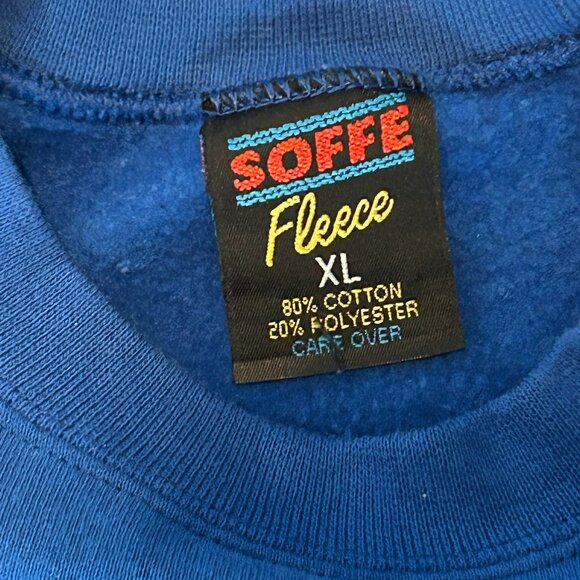 SOFFE
Fleece
XL
80% COTTON
20% POLYESTER
CARE OVER